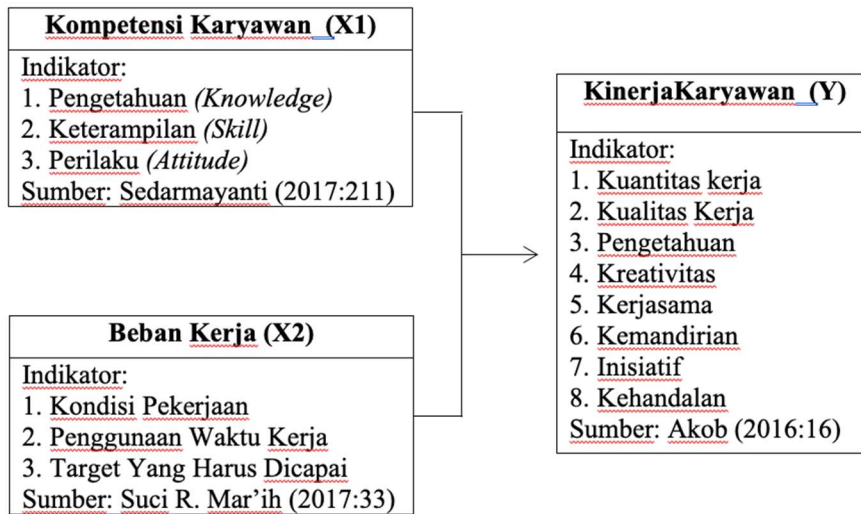 Kompetensi Karyawan (X1)
Indikator:
1. Pengetahuan (Knowledge)
2. Keterampilan (Skill)
3. Perilaku (Attitude)
Sumber: Sedarmayanti (2017:211)
Beban Kerja (X2)
Indikator:
1. Kondisi Pekerjaan
2. Penggunaan Waktu Kerja
3. Target Yang Harus Dicapai
Sumber: Suci R. Mar’ih (2017:33)
KinerjaKaryawan (Y)
Indikator:
1. Kuantitas kerja
2. Kualitas Kerja
3. Pengetahuan
4. Kreativitas
5. Kerjasama
6. Kemandirian
7. Inisiatif
8. Kehandalan
Sumber: Akob (2016:16)